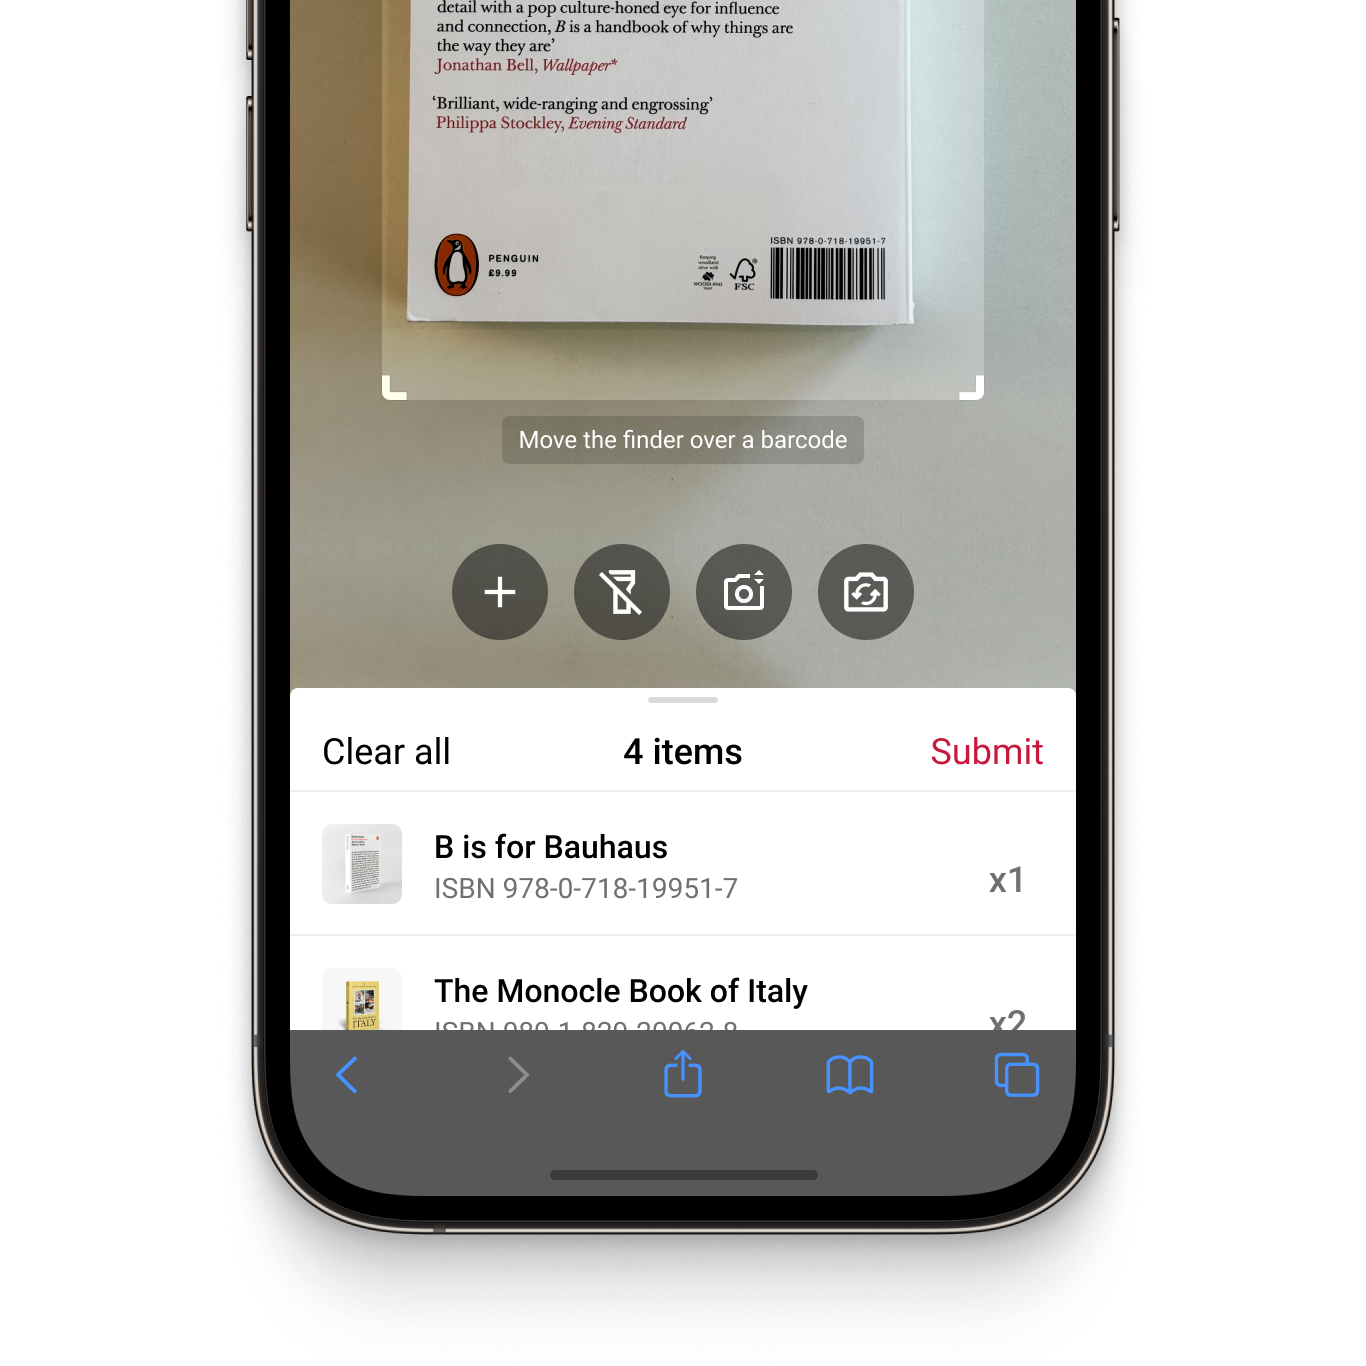 detail with a pop culture-honed eye for influence
and connection, B is a handbook of why things are
the way they are’
Jonathan Bell, Wallpaper*
‘Brilliant, wide-ranging and engrossing’
Philippa Stockley, Evening Standard
PENGUIN
£9.99
Keeping
woodland
alive with
WOODLAND
TRUST
FSC
ISBN 978-0-718-19951-7
Move the finder over a barcode
Clear all
4 items
Submit
B is for Bauhaus
ISBN 978-0-718-19951-7
x1
The Monocle Book of Italy
x2
ITALY